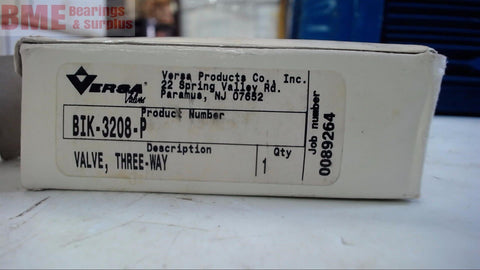 BME Bearings & Surplus
VERSA
Valves
Versa Products Co., Inc.
22 Spring Valley Rd.
Paramus, NJ 07652
Product Number
BIK-3208-P
Description
Qty
VALVE, THREE-WAY
1
Job number
0089264